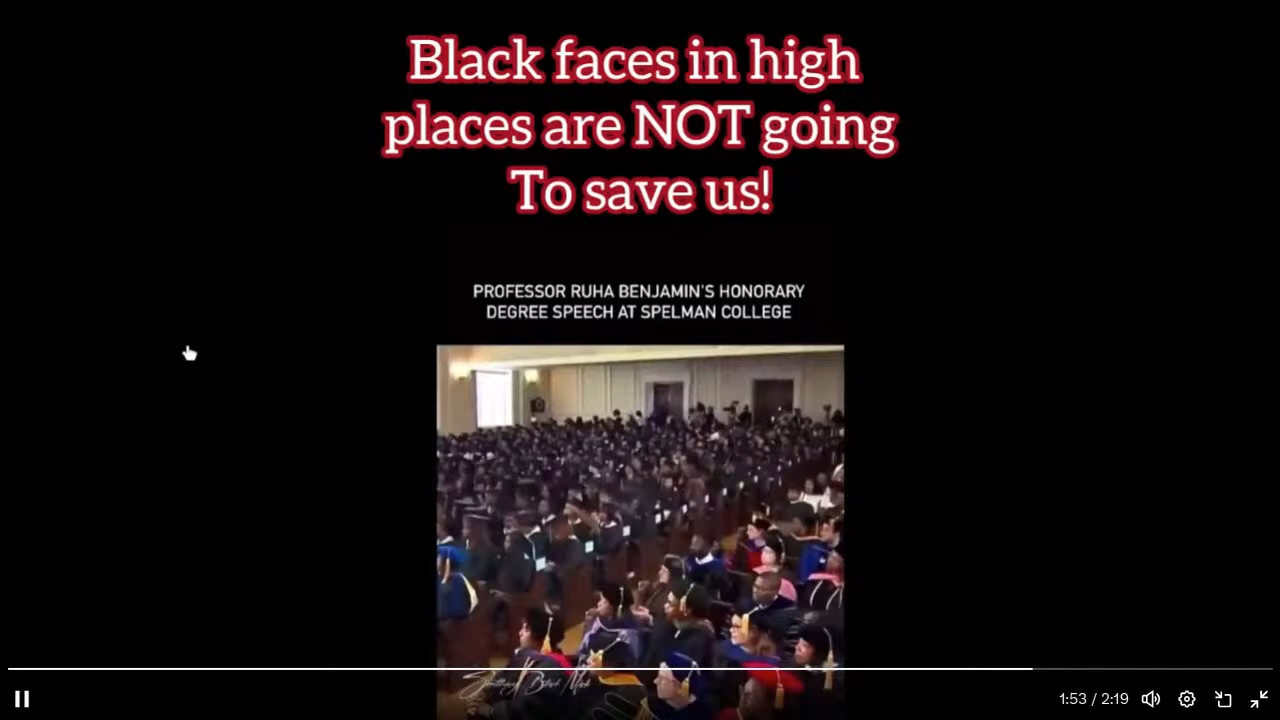 Black faces in high
places are NOT going
To save us!
PROFESSOR RUHA BENJAMIN'S HONORARY
DEGREE SPEECH AT SPELMAN COLLEGE
1:53 / 2:19